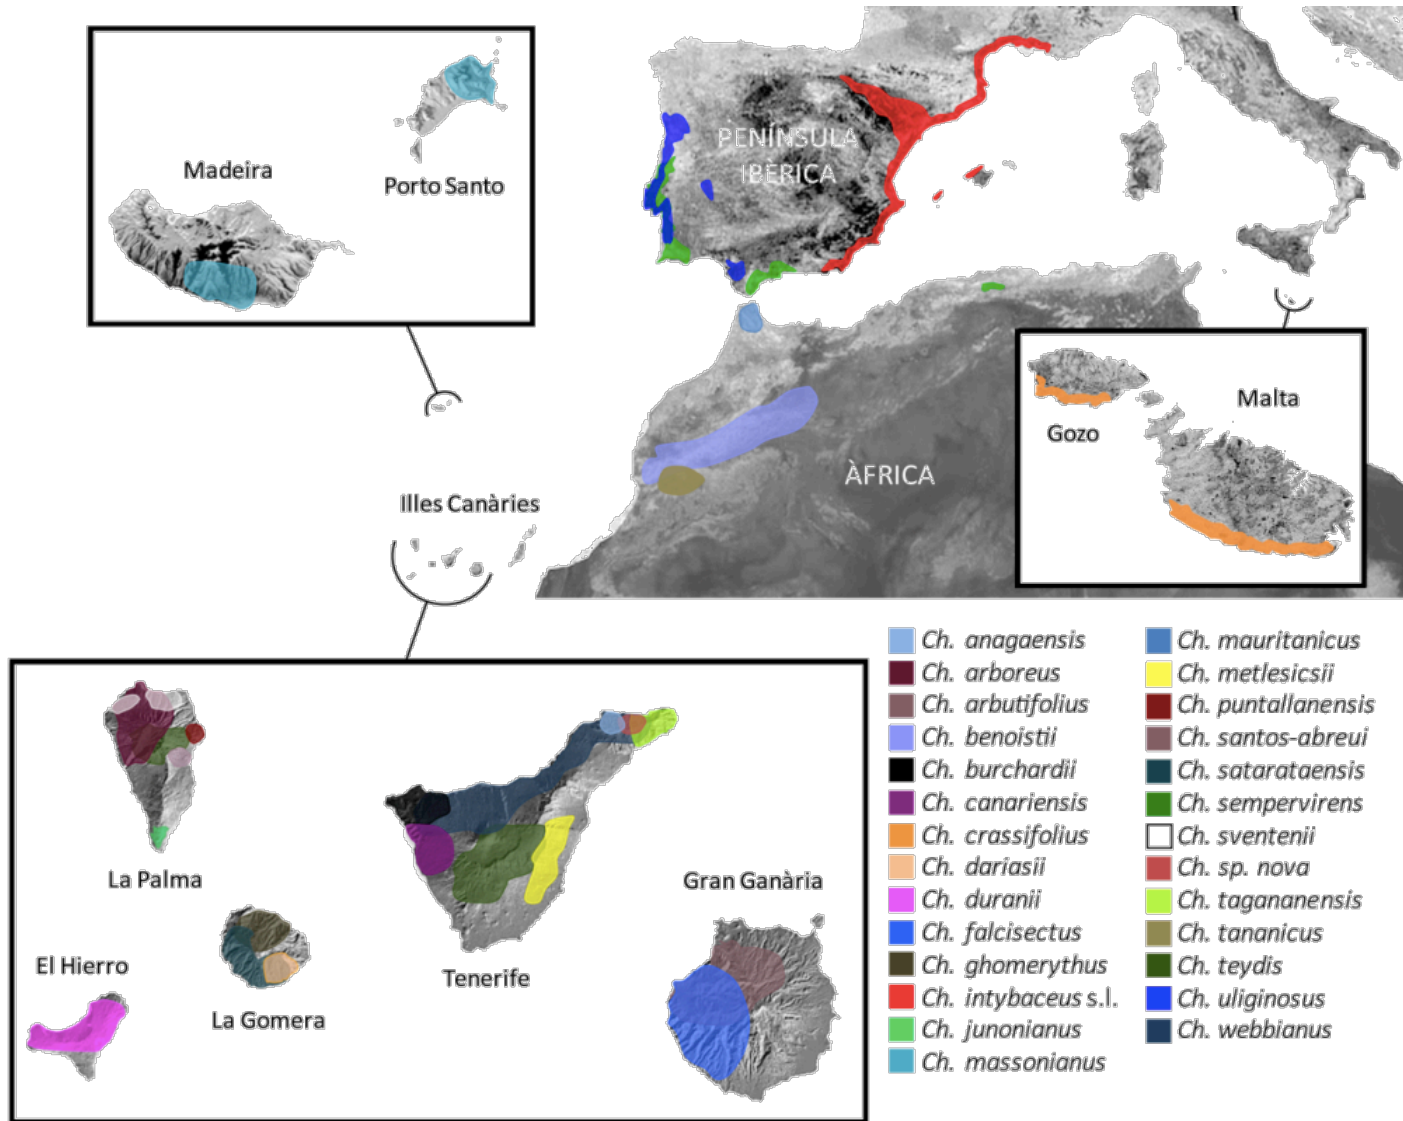 Madeira
Porto Santo
PENÍNSULA
IBÈRICA
Malta
Gozo
ÀFRICA
Illes Canàries
La Palma
El Hierro
La Gomera
Tenerife
Gran Ganària
Ch. anagaensis
Ch. arboreus
Ch. arbutifolius
Ch. benoistii
Ch. burchardii
Ch. canariensis
Ch. crassifolius
Ch. dariasii
Ch. duranii
Ch. falcisectus
Ch. ghomerythus
Ch. intybaceus s.l.
Ch. junonianus
Ch. massonianus
Ch. mauritanicus
Ch. metlesicsii
Ch. puntallanensis
Ch. santos-abreui
Ch. satarataensis
Ch. sempervirens
Ch. sventenii
Ch. sp. nova
Ch. tagananensis
Ch. tananicus
Ch. teydis
Ch. uliginosus
Ch. webbianus